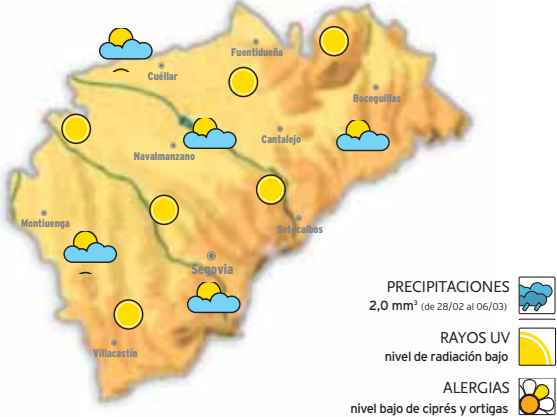 Fuentidueña
Cuéllar
Boceguillas
Cantalejo
Navalmanzano
Montiuenga
Sotocalbos
Segovia
Villacastín
PRECIPITACIONES
2,0 mm³ (de 28/02 al 06/03)
RAYOS UV
nivel de radiación bajo
ALERGIAS
nivel bajo de ciprés y ortigas